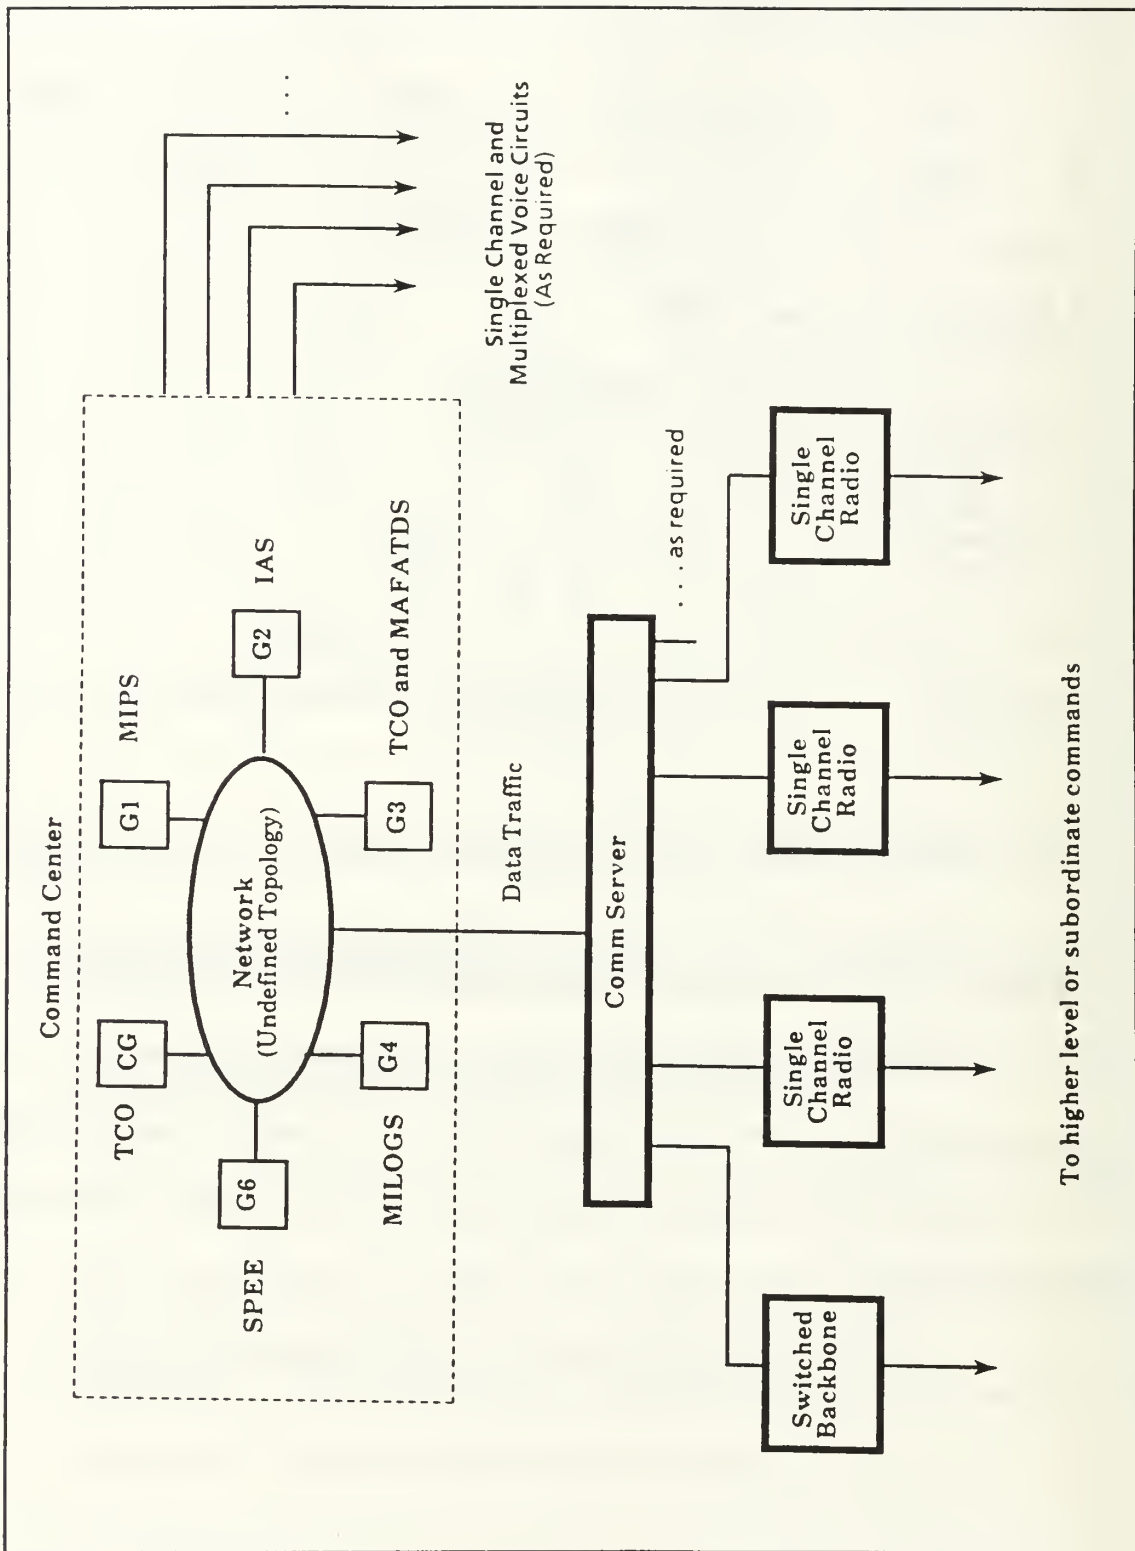 Command Center
TCO
CG
G1
MIPS
SPEE
G6
Network
(Undefined Topology)
G2
IAS
MILOGS
G4
G3
TCO and MAFATDS
Single Channel and
Multiplexed Voice Circuits
(As Required)
. . .
Data Traffic
Comm Server
. . . as required
Switched
Backbone
Single
Channel
Radio
Single
Channel
Radio
Single
Channel
Radio
To higher level or subordinate commands